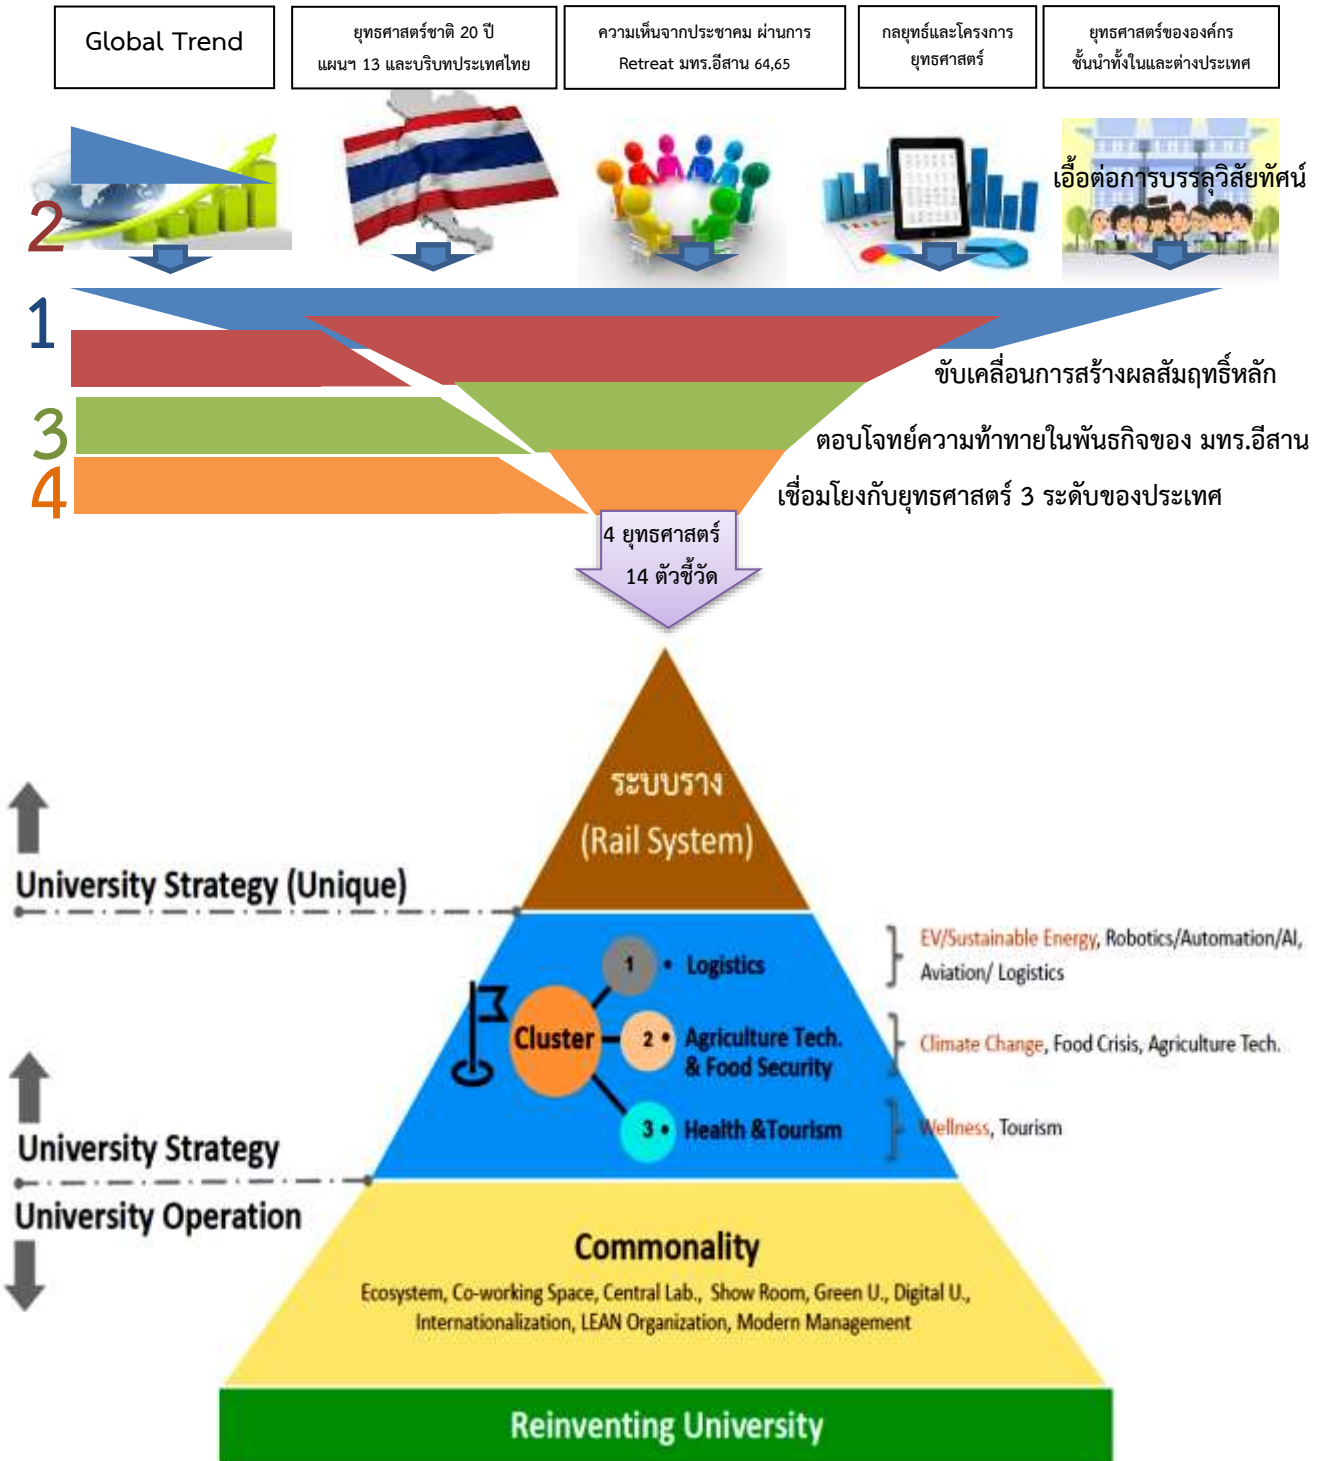 Global Trend
ยุทธศาสตร์ชาติ 20 ปี
แผนฯ 13 และบริบทประเทศไทย
ความเห็นจากประชาคม ผ่านการ
Retreat มทร.อีสาน 64,65
กลยุทธ์และโครงการ
ยุทธศาสตร์
ยุทธศาสตร์ขององค์กร
ชั้นนำทั้งในและต่างประเทศ
เอื้อต่อการบรรลุวิสัยทัศน์
2
1
ขับเคลื่อนการสร้างผลสัมฤทธิ์หลัก
3
ตอบโจทย์ความท้าทายในพันธกิจของ มทร.อีสาน
4
เชื่อมโยงกับยุทธศาสตร์ 3 ระดับของประเทศ
4 ยุทธศาสตร์
14 ตัวชี้วัด
ระบบราง
(Rail System)
University Strategy (Unique)
Cluster
1 • Logistics
2 • Agriculture Tech.
& Food Security
3 • Health &Tourism
EV/Sustainable Energy, Robotics/Automation/AI,
Aviation/ Logistics
Climate Change, Food Crisis, Agriculture Tech.
Wellness, Tourism
University Strategy
University Operation
Commonality
Ecosystem, Co-working Space, Central Lab., Show Room, Green U., Digital U.,
Internationalization, LEAN Organization, Modern Management
Reinventing University